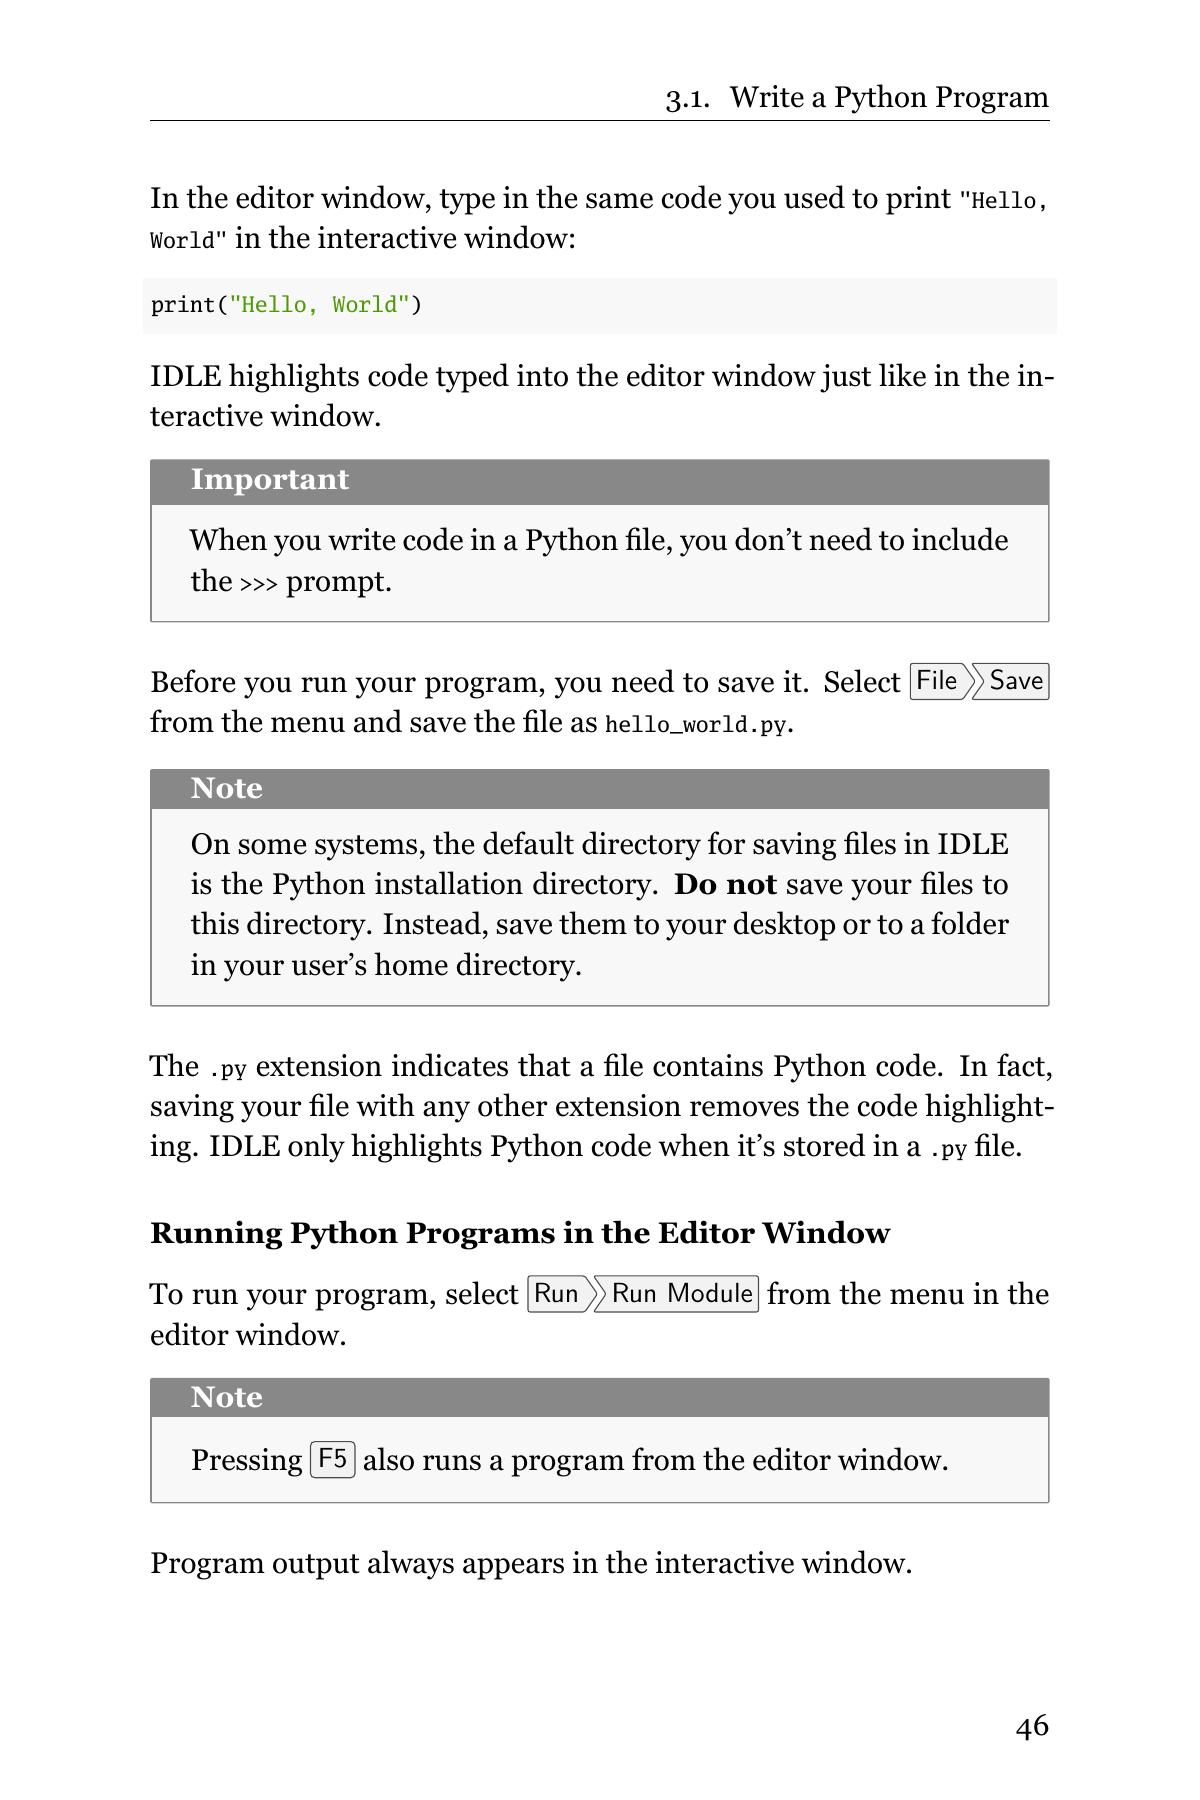 3.1. Write a Python Program
In the editor window, type in the same code you used to print "Hello,
World" in the interactive window:
print("Hello, World")
IDLE highlights code typed into the editor window just like in the in-
teractive window.
Important
When you write code in a Python file, you don’t need to include
the >>> prompt.
Before you run your program, you need to save it. Select File Save
from the menu and save the file as hello_world.py.
Note
On some systems, the default directory for saving files in IDLE
is the Python installation directory. Do not save your files to
this directory. Instead, save them to your desktop or to a folder
in your user’s home directory.
The .py extension indicates that a file contains Python code. In fact,
saving your file with any other extension removes the code highlight-
ing. IDLE only highlights Python code when it’s stored in a .py file.
Running Python Programs in the Editor Window
To run your program, select Run Run Module from the menu in the
editor window.
Note
Pressing F5 also runs a program from the editor window.
Program output always appears in the interactive window.
46